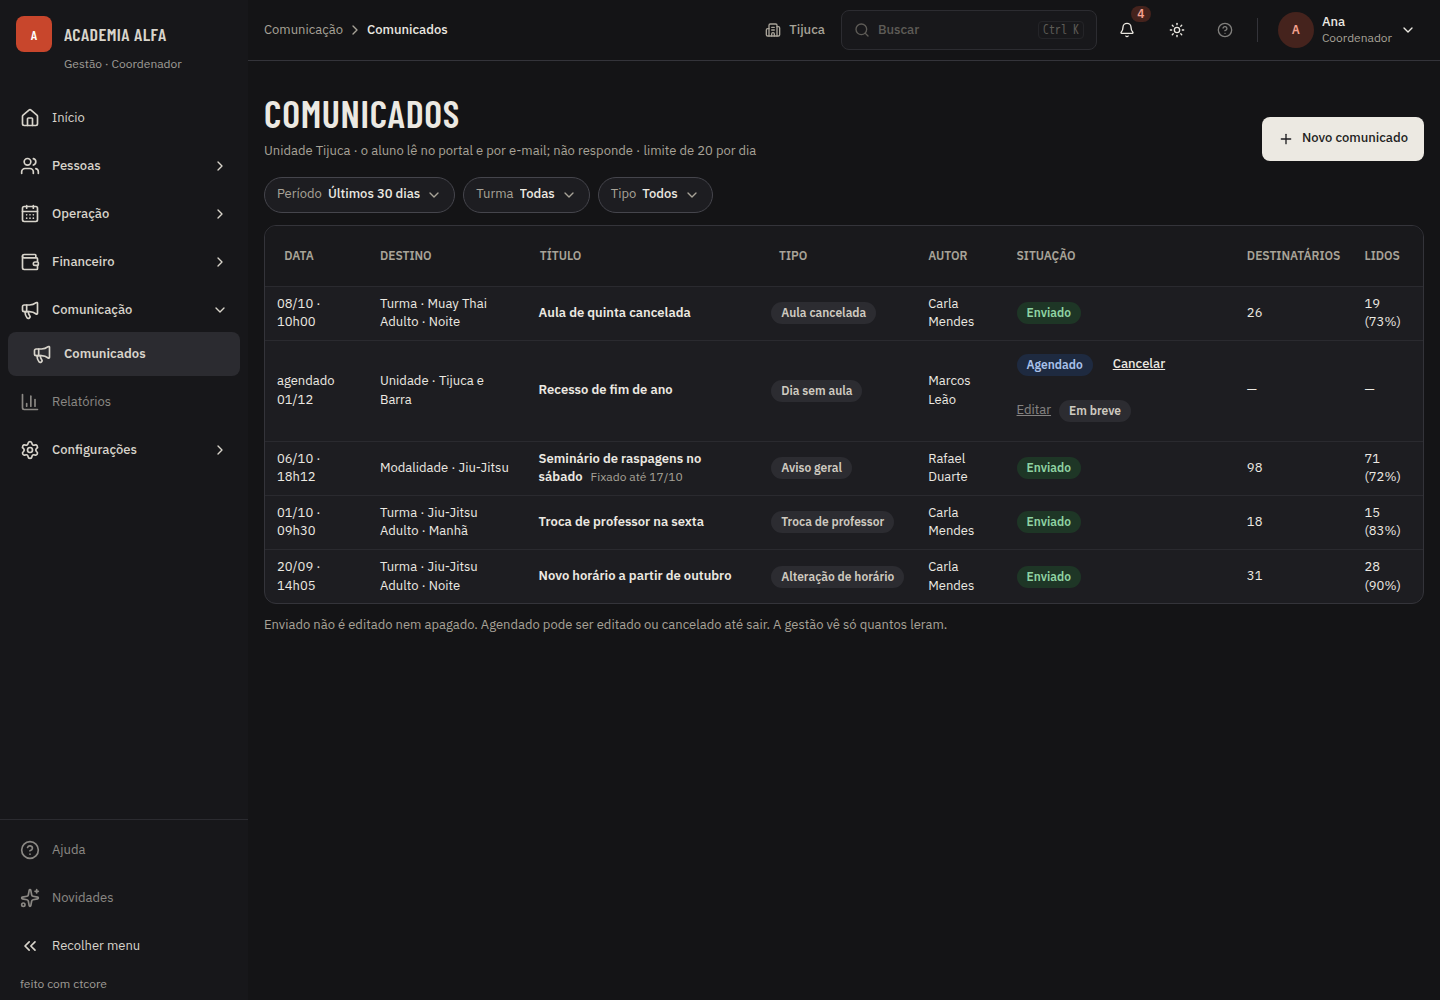 A
ACADEMIA ALFA
Gestão · Coordenador
Início
Pessoas
Operação
Financeiro
Comunicação
Comunicados
Relatórios
Configurações
Ajuda
Novidades
Recolher menu
feito com ctcore
Comunicação > Comunicados
Tijuca
Buscar
Ctrl K
4
A
Ana
Coordenador
COMUNICADOS
Unidade Tijuca · o aluno lê no portal e por e-mail; não responde · limite de 20 por dia
Novo comunicado
Período Últimos 30 dias
Turma Todas
Tipo Todos
DATA DESTINO TÍTULO TIPO AUTOR SITUAÇÃO DESTINATÁRIOS LIDOS
08/10 ·
10h00
Turma · Muay Thai
Adulto · Noite
Aula de quinta cancelada
Aula cancelada
Carla
Mendes
Enviado
26
19
(73%)
agendado
01/12
Unidade · Tijuca e
Barra
Recesso de fim de ano
Dia sem aula
Marcos
Leão
Agendado Cancelar
Editar Em breve
—
—
06/10 ·
18h12
Modalidade · Jiu-Jitsu
Seminário de raspagens no
sábado Fixado até 17/10
Aviso geral
Rafael
Duarte
Enviado
98
71
(72%)
01/10 ·
09h30
Turma · Jiu-Jitsu
Adulto · Manhã
Troca de professor na sexta
Troca de professor
Carla
Mendes
Enviado
18
15
(83%)
20/09 ·
14h05
Turma · Jiu-Jitsu
Adulto · Noite
Novo horário a partir de outubro
Alteração de horário
Carla
Mendes
Enviado
31
28
(90%)
Enviado não é editado nem apagado. Agendado pode ser editado ou cancelado até sair. A gestão vê só quantos leram.